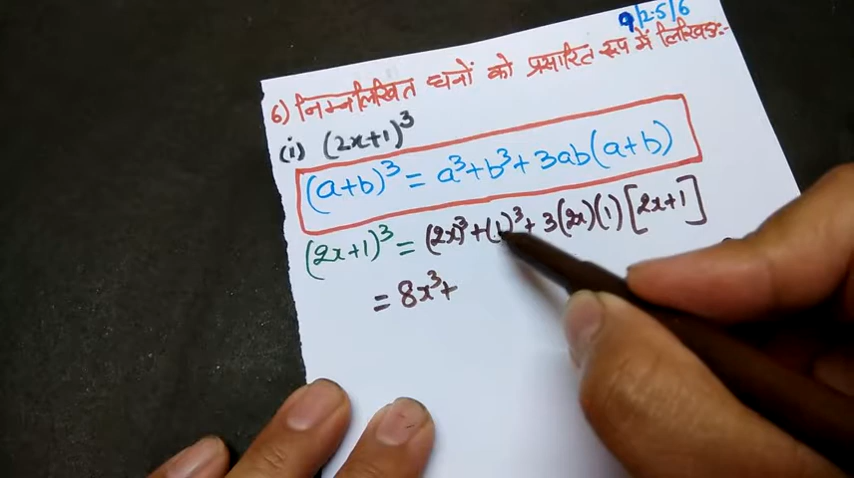 9/2.5/6
6) निम्नलिखित घनों को प्रसारित रूप में लिखिए:-
(i) (2x+1)³
(a+b)³ = a³+b³+3ab(a+b)
(2x+1)³ = (2x)³+(1)³+3(2x)(1)[2x+1]
= 8x³+